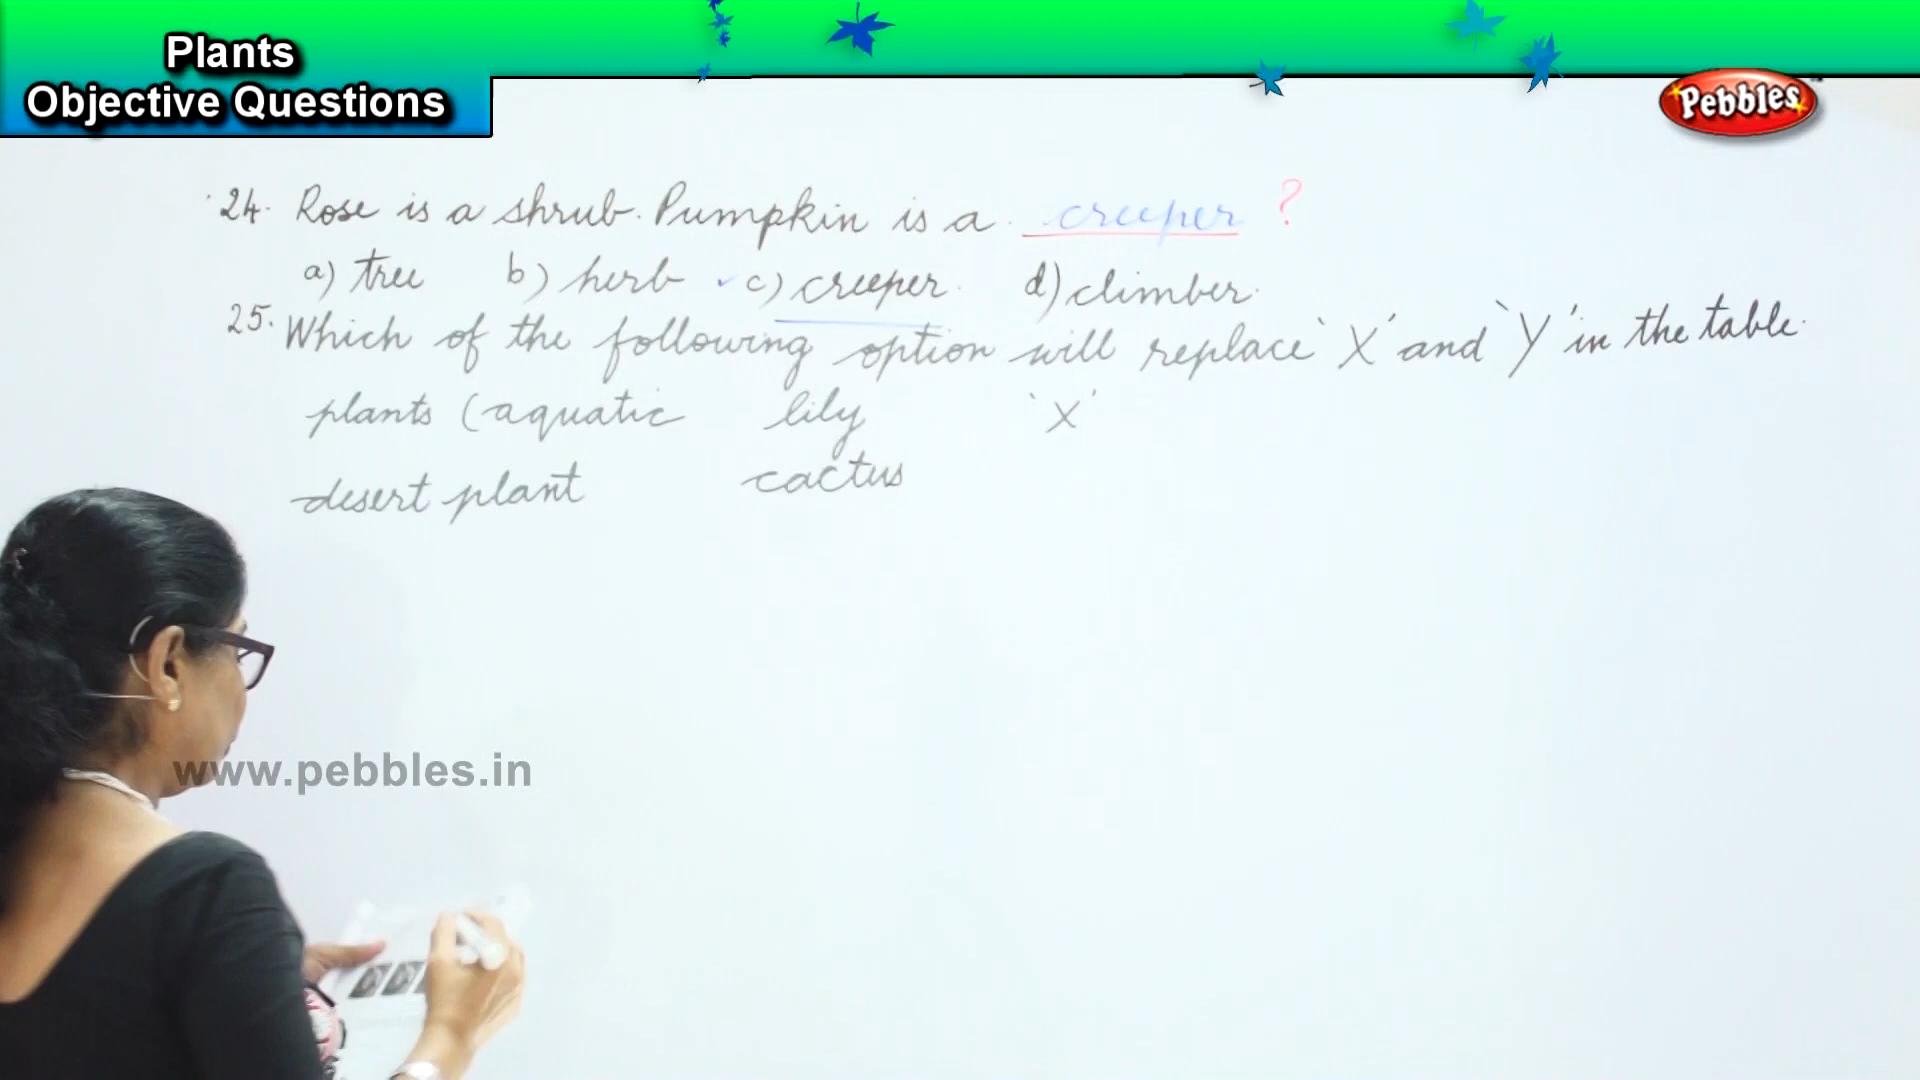 Plants
Objective Questions
Pebbles
24. Rose is a shrub. Pumpkin is a creeper ?
a) tree b) herb c) creeper. d) climber.
25. Which of the following option will replace 'X' and 'Y' in the table.
plants (aquatic lily 'X'
desert plant cactus
www.pebbles.in